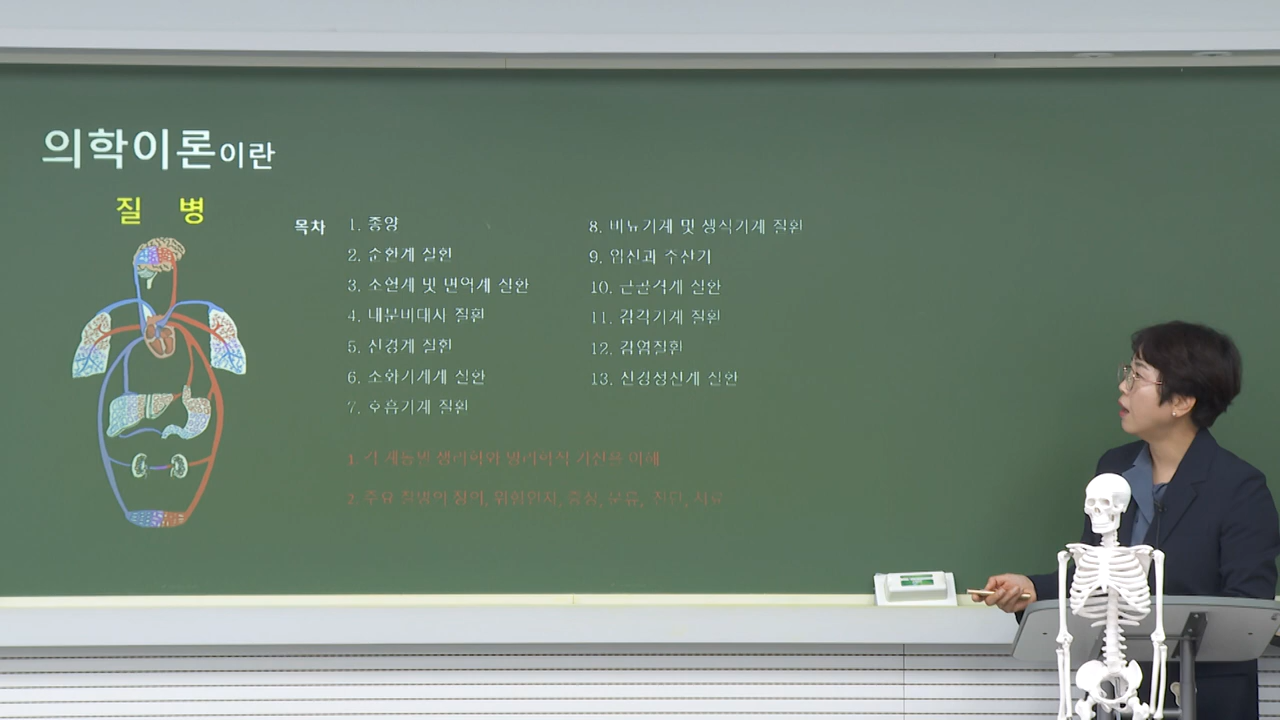 의학이론이란
질 병
목차
1. 종양
2. 순환계 질환
3. 조혈계 및 면역계 질환
4. 내분비대사 질환
5. 신경계 질환
6. 소화기계계 질환
7. 호흡기계 질환
8. 비뇨기계 및 생식기계 질환
9. 임신과 주산기
10. 근골격계 질환
11. 감각기계 질환
12. 감염질환
13. 신경정신계 질환
1. 각 계통별 생리학와 병리학적 기전을 이해
2. 주요 질병의 정의, 위험인자, 증상, 분류, 진단, 치료